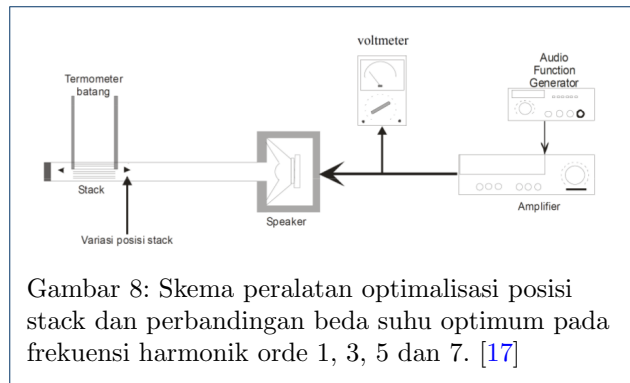 voltmeter
Audio
Function
Generator
Termometer
batang
Stack
Speaker
Amplifier
Variasi posisi stack
Gambar 8: Skema peralatan optimalisasi posisi
stack dan perbandingan beda suhu optimum pada
frekuensi harmonik orde 1, 3, 5 dan 7. [17]